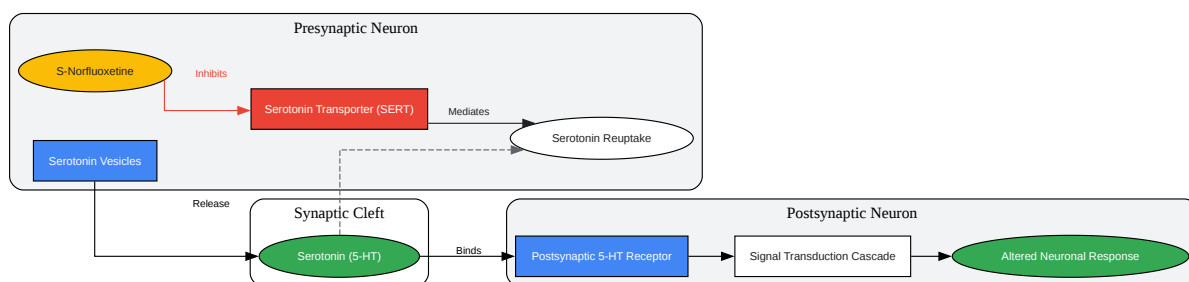 Presynaptic Neuron
S-Norfluoxetine
Inhibits
Serotonin Transporter (SERT)
Mediates
Serotonin Reuptake
Serotonin Vesicles
Release
Synaptic Cleft
Serotonin (5-HT)
Binds
Postsynaptic Neuron
Postsynaptic 5-HT Receptor
Signal Transduction Cascade
Altered Neuronal Response